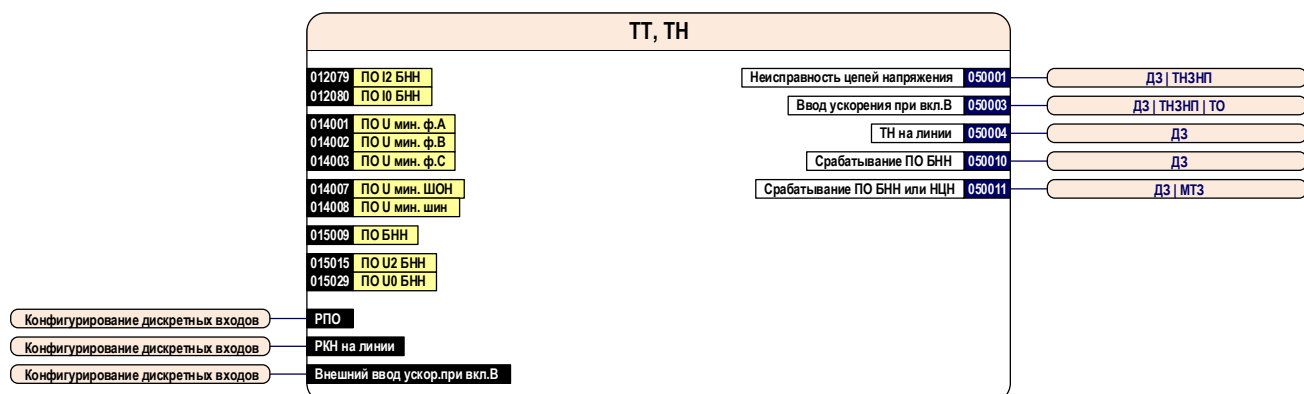 ТТ, ТН
012079 ПО I2 БНН
012080 ПО I0 БНН
014001 ПО U мин. ф.А
014002 ПО U мин. ф.В
014003 ПО U мин. ф.С
014007 ПО U мин. ШОН
014008 ПО U мин. шин
015009 ПО БНН
015015 ПО U2 БНН
015029 ПО U0 БНН
Конфигурирование дискретных входов РПО
Конфигурирование дискретных входов РКН на линии
Конфигурирование дискретных входов Внешний ввод ускор.при вкл.В
Неисправность цепей напряжения 050001 ДЗ | ТНЗНП
Ввод ускорения при вкл.В 050003 ДЗ | ТНЗНП | ТО
ТН на линии 050004 ДЗ
Срабатывание ПО БНН 050010 ДЗ
Срабатывание ПО БНН или НЦН 050011 ДЗ | МТЗ